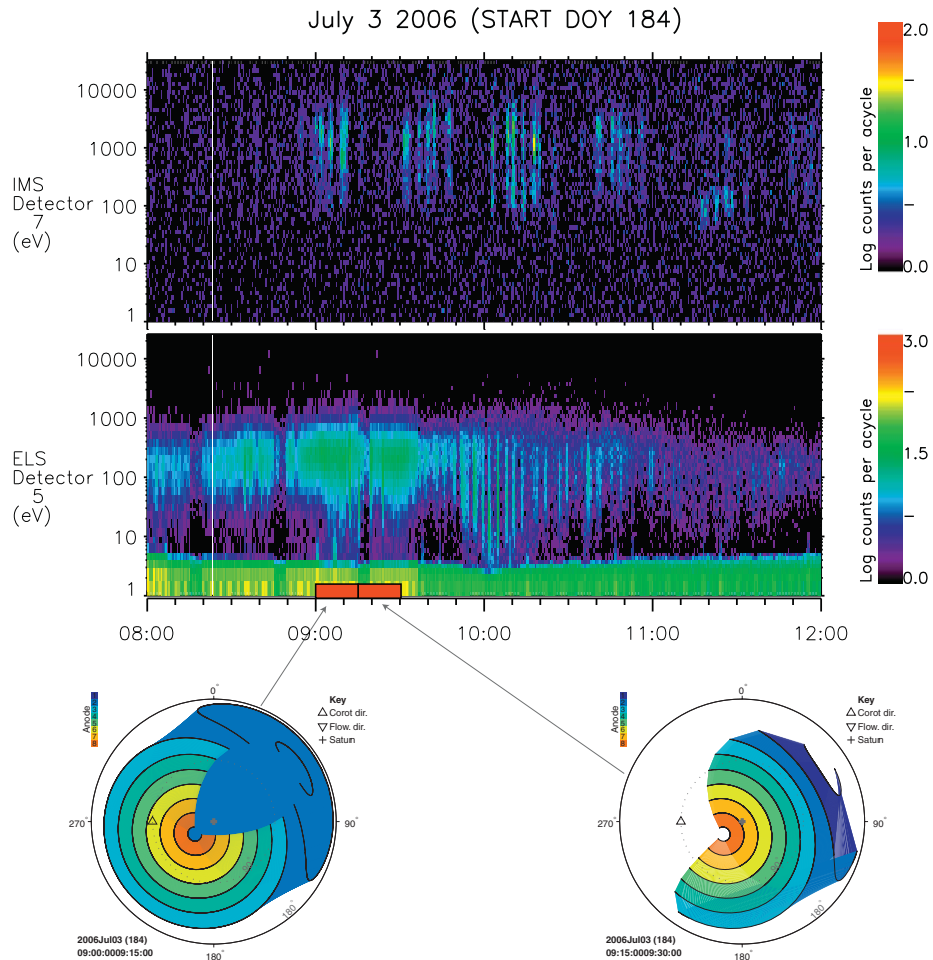 July 3 2006 (START DOY 184)
10000
1000
100
10
1
IMS
Detector
7
(eV)
2.0
1.0
0.0
Log counts per acycle
10000
1000
100
10
1
ELS
Detector
5
(eV)
3.0
1.5
0.0
Log counts per acycle
08:00 09:00 10:00 11:00 12:00
Anode
8
0°
Key
Corot dir.
Flow. dir.
Saturn
270°
90°
180°
180°
2006Jul03 (184)
09:00:0009:15:00
Anode
8
0°
Key
Corot dir.
Flow. dir.
Saturn
270°
90°
180°
180°
2006Jul03 (184)
09:15:0009:30:00